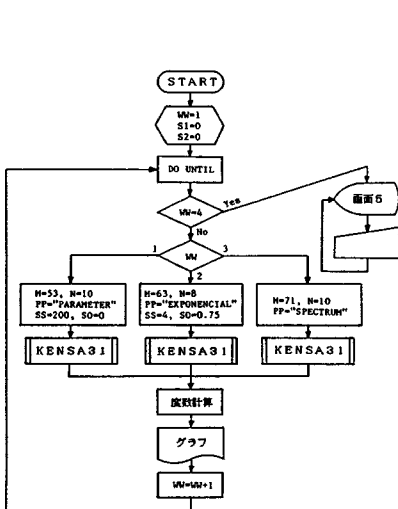 START
WW=1
S1=0
S2=0
DO UNTIL
WW=4
Yes
画面5
No
1
WW
3
2
M=53, N=10
PP="PARAMETER"
SS=200, SO=0
M=63, N=8
PP="EXPONENCIAL"
SS=4, SO=0.75
M=71, N=10
PP="SPECTRUM"
KENSA31
KENSA31
KENSA31
度数計算
グラフ
WW=WW+1